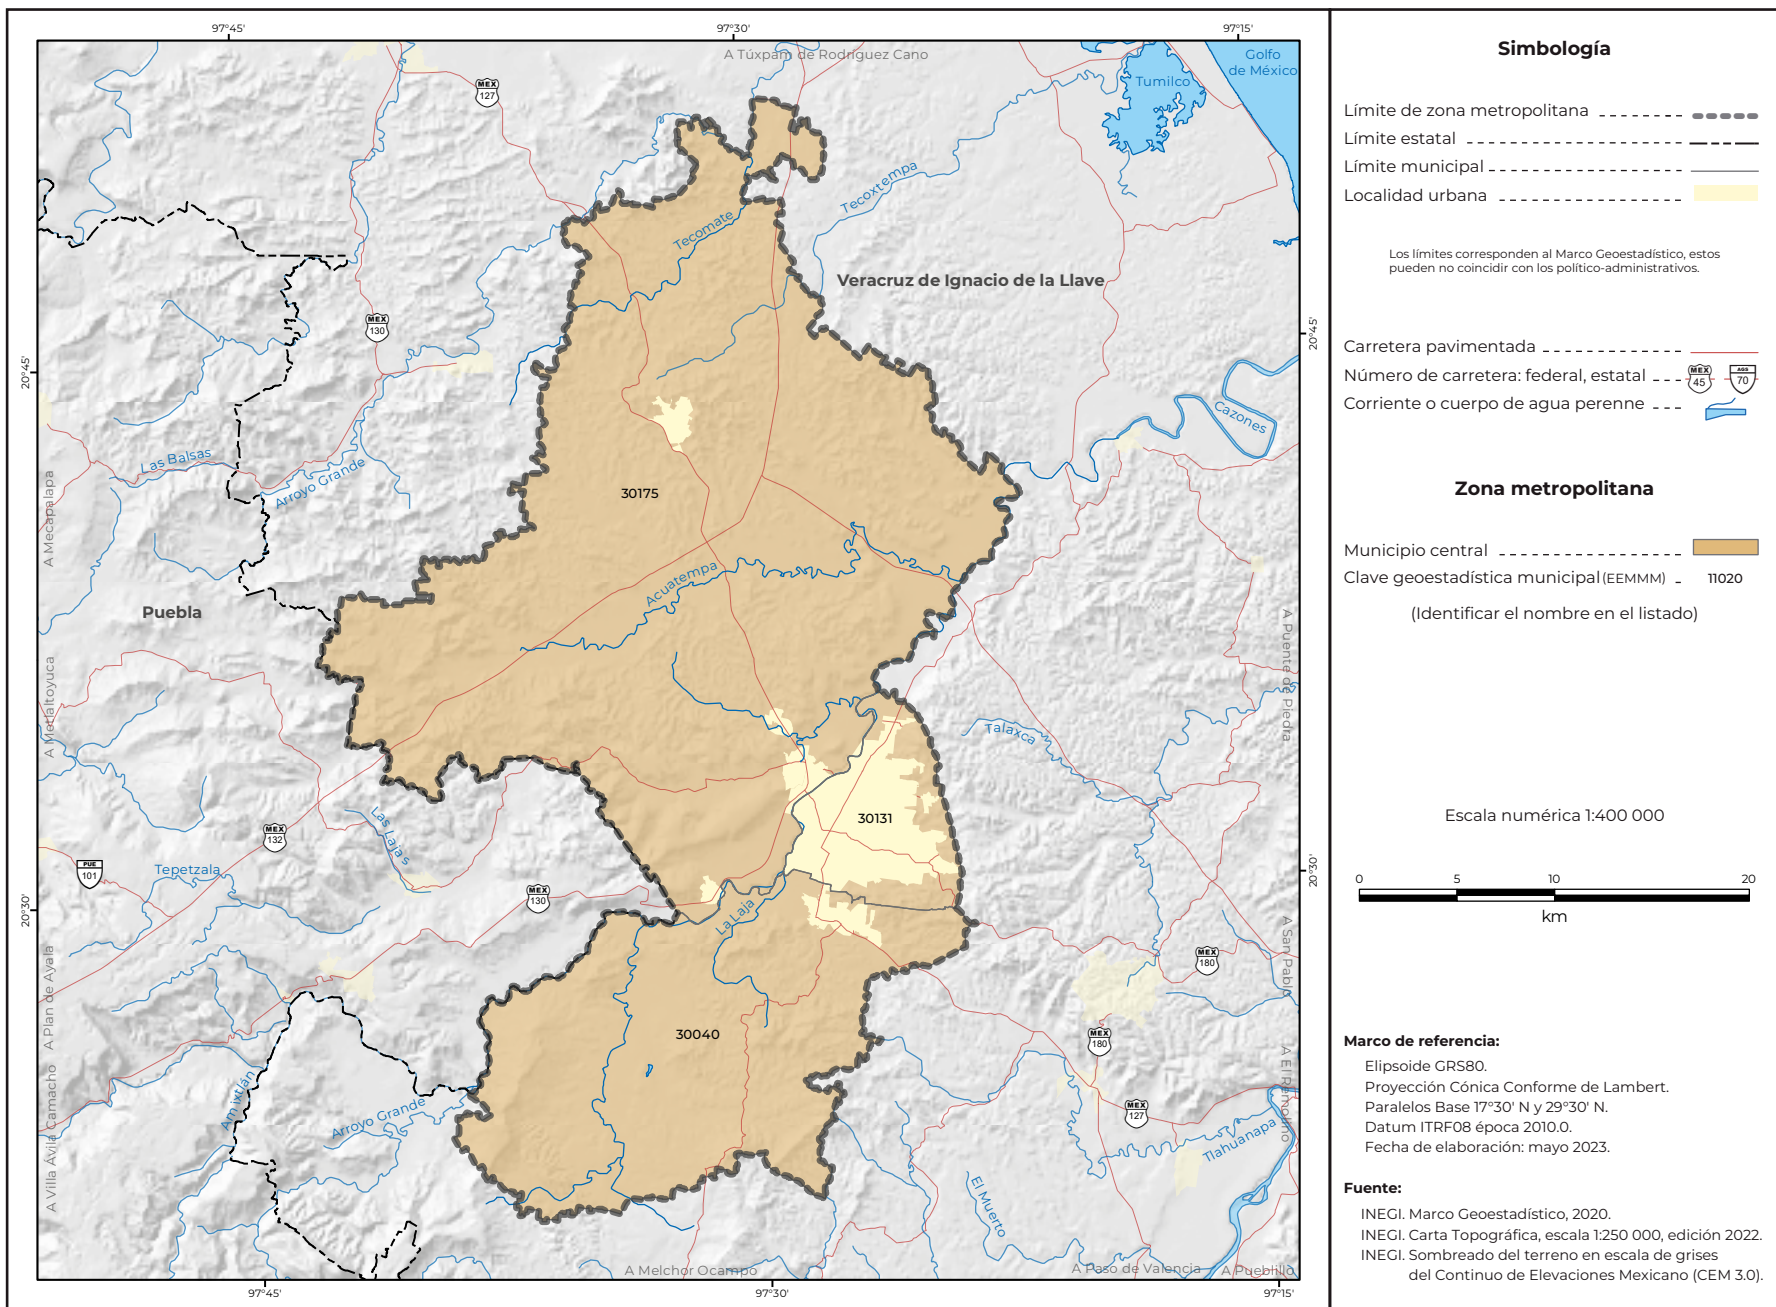 97°45'
97°30'
97°15'
A Túxpam de Rodríguez Cano
Golfo
de México
Tumilco
MEX
127
Tecoxtempa
Tecomate
Veracruz de Ignacio de la Llave
MEX
130
20°45'
20°45'
Cazones
Las Balsas
Arroyo Grande
A Mecapalapa
30175
Acuatempa
Puebla
A Metlaltoyuca
A Puente de Piedra
Talaxca
Las Lajas
MEX
132
30131
PUE
101
Tepetzala
MEX
130
20°30'
20°30'
La Laja
A Plan de Ayala
A San Pablo
MEX
180
30040
MEX
180
A Villa Ávila Camacho
Amixtlán
Arroyo Grande
MEX
127
A El Remolino
Tlahuanapa
El Muerto
A Melchor Ocampo
A Paso de Valencia
A Pueblillo
97°45'
97°30'
97°15'
Simbología
Límite de zona metropolitana
Límite estatal
Límite municipal
Localidad urbana
Los límites corresponden al Marco Geoestadístico, estos
pueden no coincidir con los político-administrativos.
Carretera pavimentada
Número de carretera: federal, estatal
MEX
45
AGS
70
Corriente o cuerpo de agua perenne
Zona metropolitana
Municipio central
Clave geoestadística municipal (EEMMM) 11020
(Identificar el nombre en el listado)
Escala numérica 1:400 000
0 5 10 20
km
Marco de referencia:
Elipsoide GRS80.
Proyección Cónica Conforme de Lambert.
Paralelos Base 17°30' N y 29°30' N.
Datum ITRF08 época 2010.0.
Fecha de elaboración: mayo 2023.
Fuente:
INEGI. Marco Geoestadístico, 2020.
INEGI. Carta Topográfica, escala 1:250 000, edición 2022.
INEGI. Sombreado del terreno en escala de grises
del Continuo de Elevaciones Mexicano (CEM 3.0).